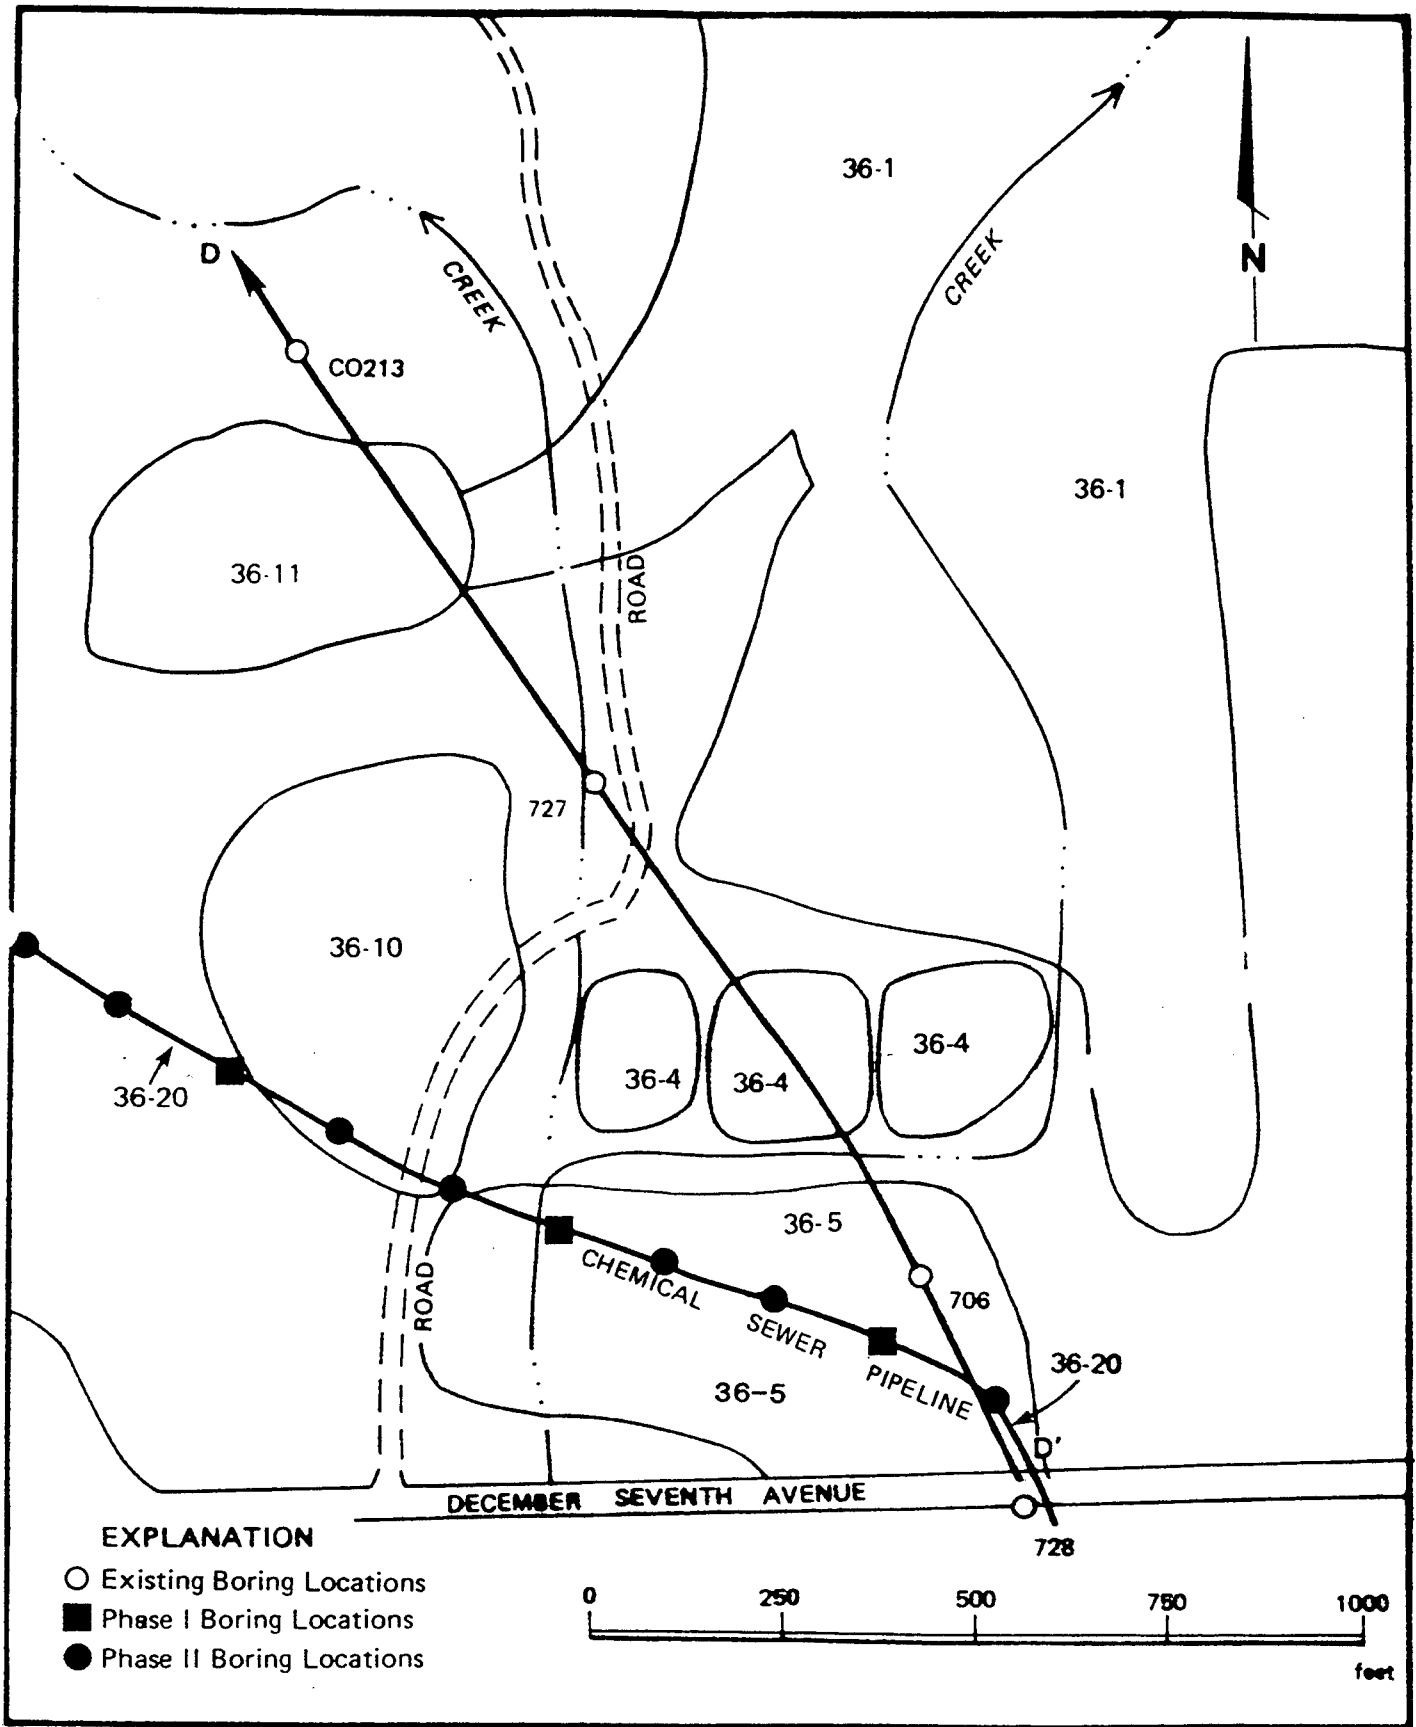 36-1
D
CREEK
CREEK
N
CO213
36-1
36-11
ROAD
727
36-10
36-4
36-4
36-4
36-20
36-5
CHEMICAL
SEWER
PIPELINE
706
ROAD
36-20
36-5
D'
DECEMBER SEVENTH AVENUE
728
EXPLANATION
Existing Boring Locations
Phase I Boring Locations
Phase II Boring Locations
0 250 500 750 1000
feet